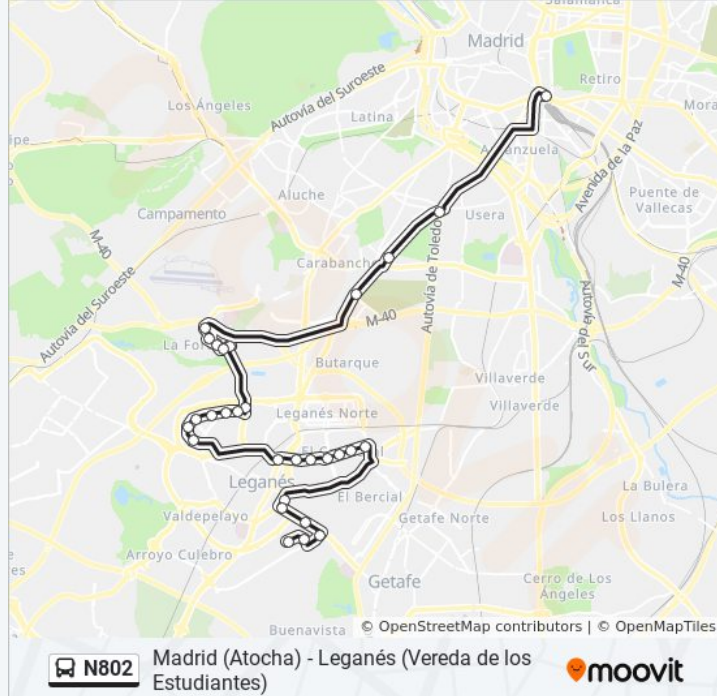 Salamanca
Madrid
Retiro
Los Ángeles
Autovía del Suroeste
Latina
Mora
ipe
Avenida de la Paz
Puente de
Vallecas
Aluche
Usera
Campamento
M-40
Autovía de Toledo
Carabanchel
M-40
Autovía del Suroeste
Autovía del Sur
M-40
Butarque
Villaverde
Leganés Norte
Villaverde
Leganés
La Bulera
El Bercial
Valdepelayo
Getafe Norte
Los Llanos
Arroyo Culebro
Getafe
Cerro de Los
Ángeles
Buenavista
© OpenStreetMap contributors | © OpenMapTiles
N802
Madrid (Atocha) - Leganés (Vereda de los
Estudiantes)
moovit